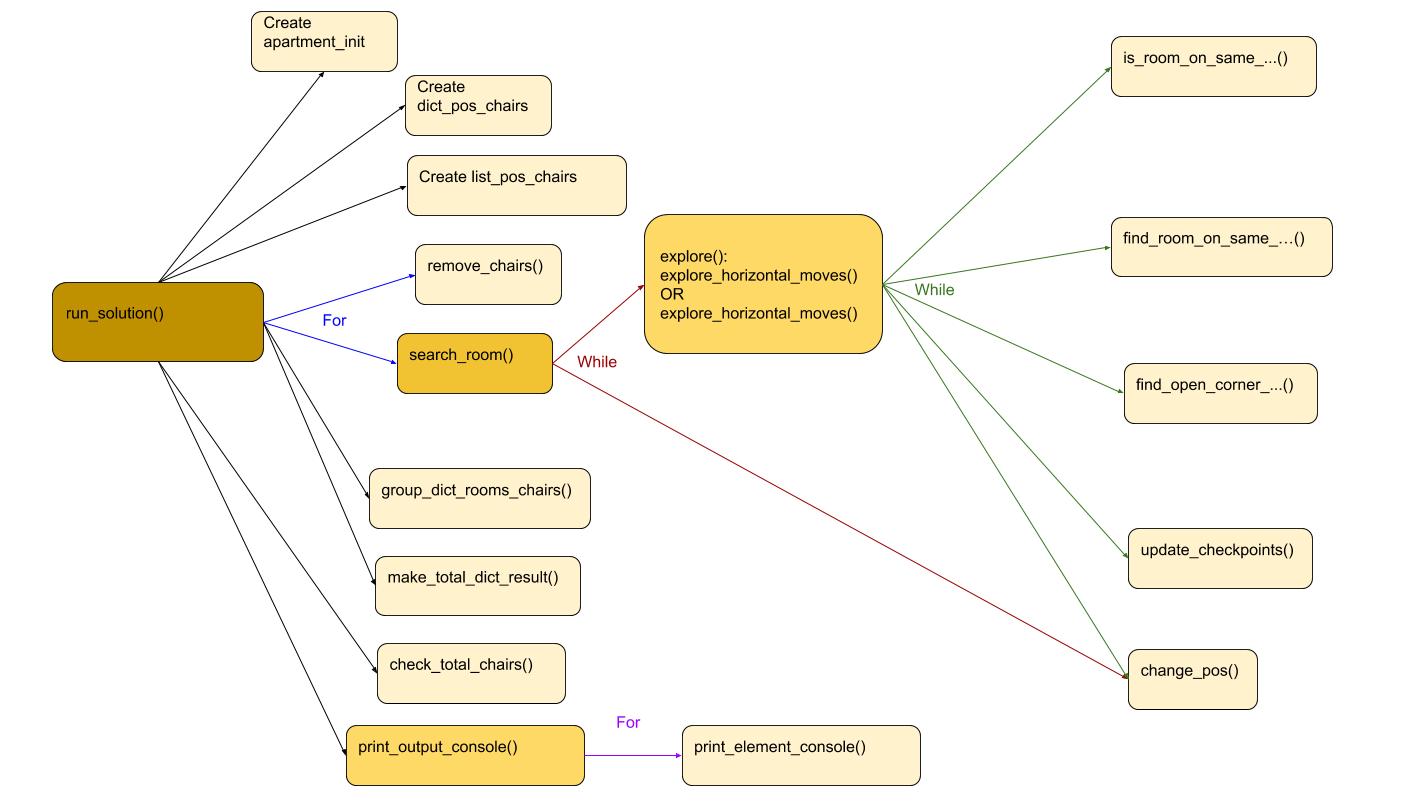 Create
apartment_init
Create
dict_pos_chairs
Create list_pos_chairs
remove_chairs()
run_solution()
For
search_room()
While
explore():
explore_horizontal_moves()
OR
explore_horizontal_moves()
While
is_room_on_same_...()
find_room_on_same_...()
find_open_corner_...()
update_checkpoints()
change_pos()
group_dict_rooms_chairs()
make_total_dict_result()
check_total_chairs()
print_output_console()
For
print_element_console()